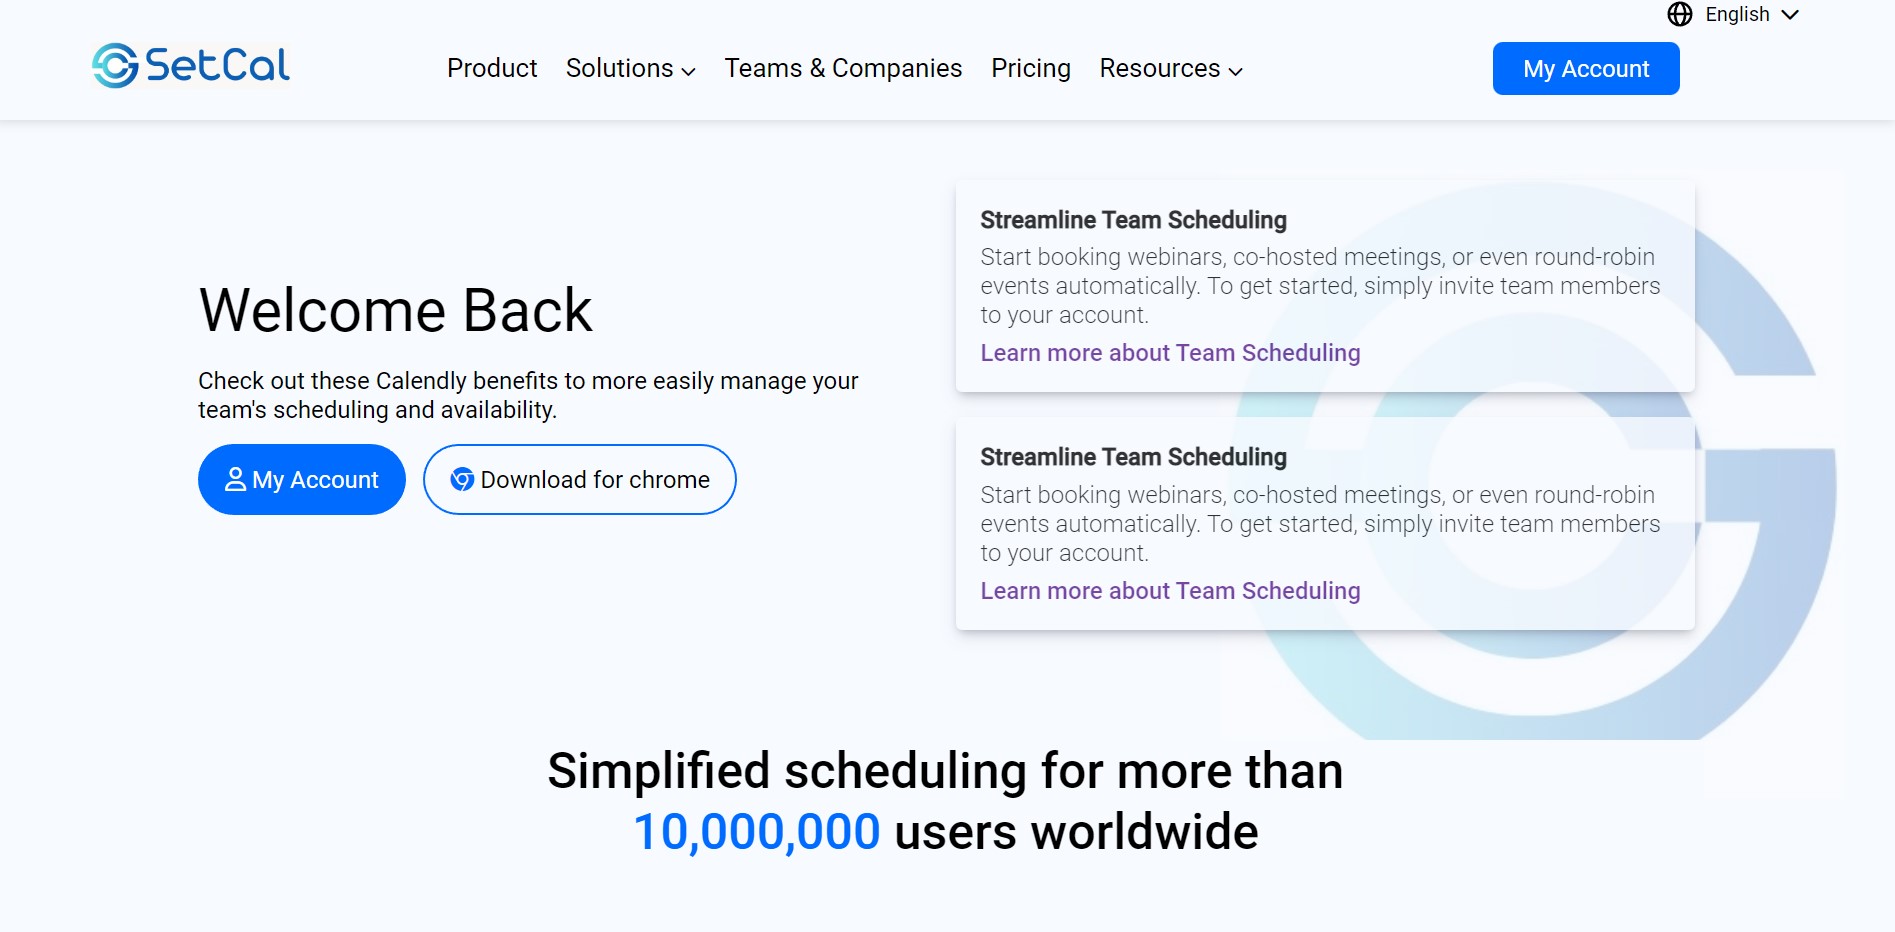 English
SetCal
Product
Solutions
Teams & Companies
Pricing
Resources
My Account
Welcome Back
Check out these Calendly benefits to more easily manage your
team's scheduling and availability.
My Account
Download for chrome
Streamline Team Scheduling
Start booking webinars, co-hosted meetings, or even round-robin
events automatically. To get started, simply invite team members
to your account.
Learn more about Team Scheduling
Streamline Team Scheduling
Start booking webinars, co-hosted meetings, or even round-robin
events automatically. To get started, simply invite team members
to your account.
Learn more about Team Scheduling
Simplified scheduling for more than
10,000,000 users worldwide